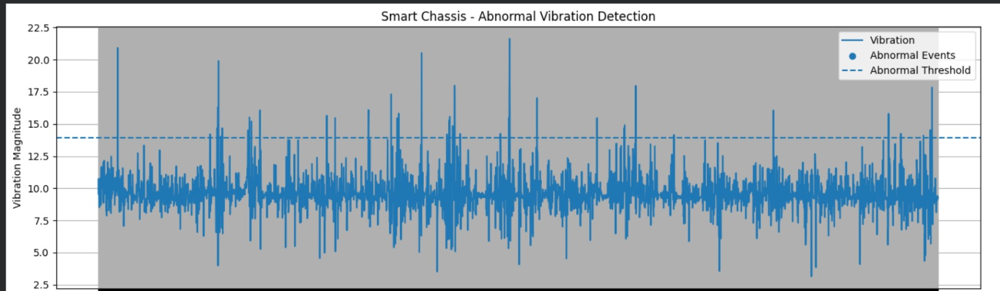 Smart Chassis - Abnormal Vibration Detection
22.5
20.0
17.5
15.0
12.5
10.0
7.5
5.0
2.5
Vibration Magnitude
Vibration
Abnormal Events
Abnormal Threshold